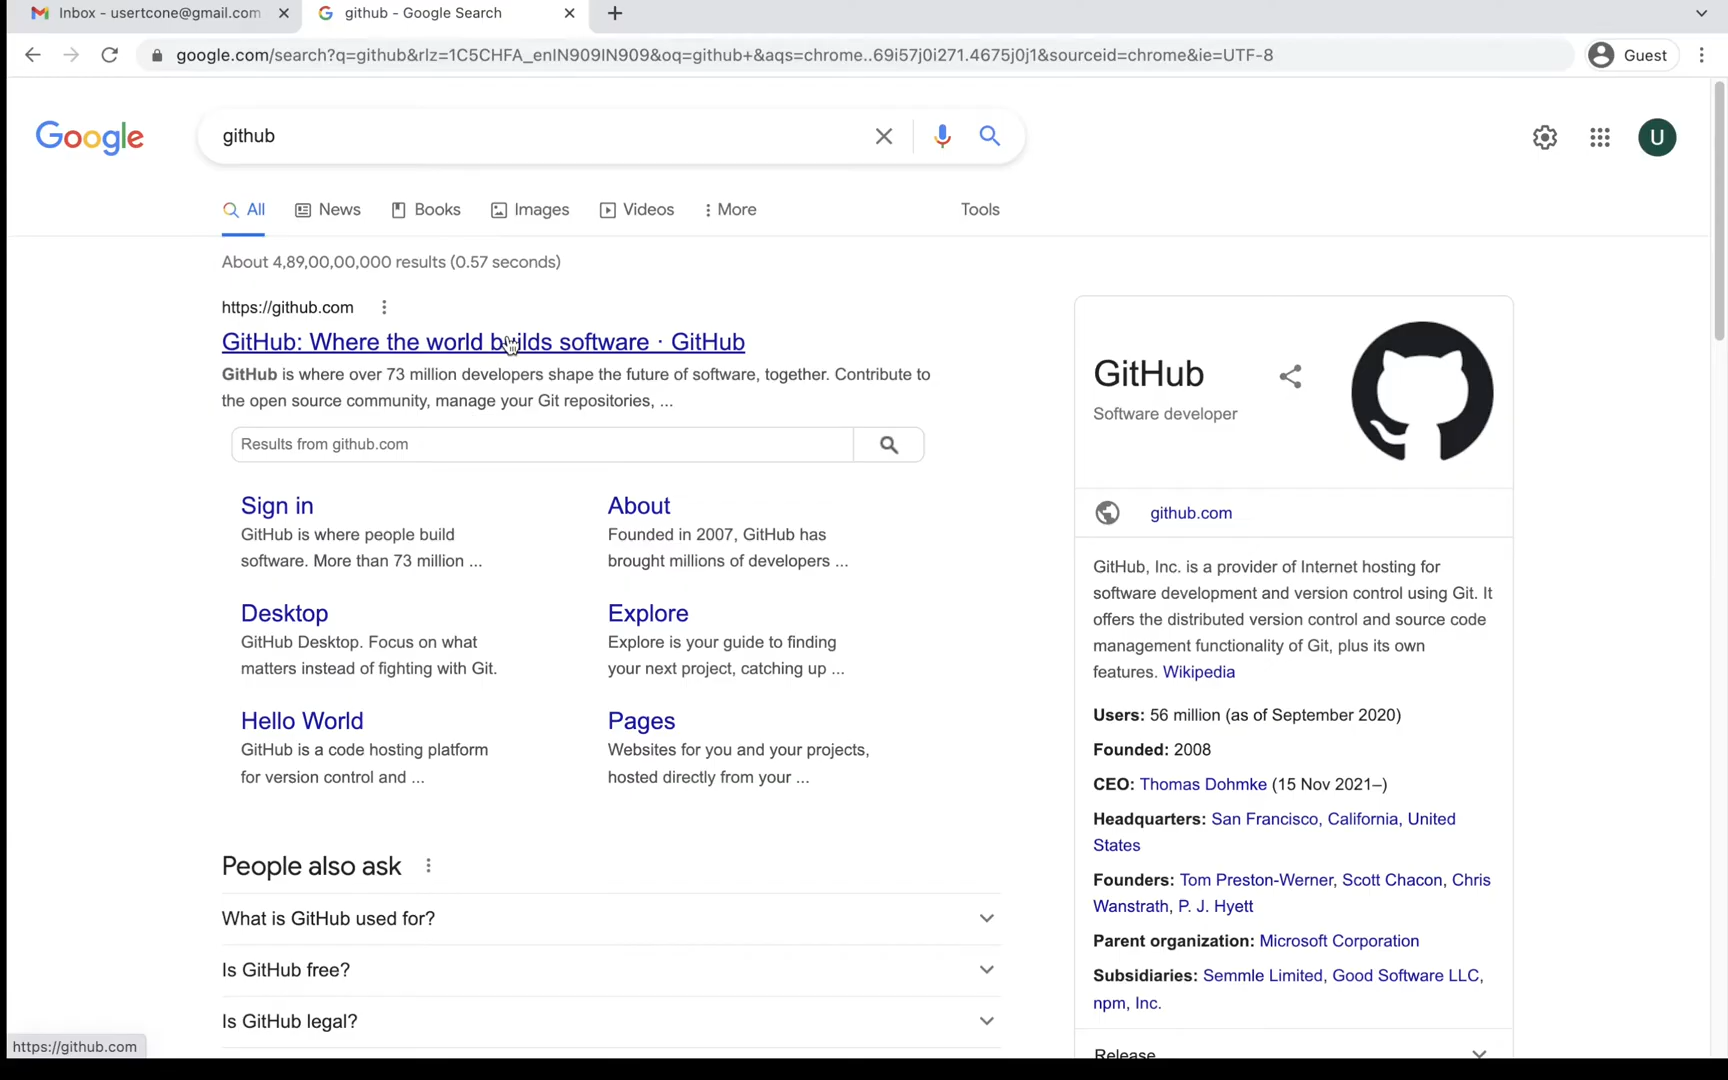 Inbox - usertcone@gmail.com
github - Google Search
google.com/search?q=github&rlz=1C5CHFA_enIN909IN909&oq=github+&aqs=chrome..69i57j0i271.4675j0j1&sourceid=chrome&ie=UTF-8
Guest
Google
github
U
All
News
Books
Images
Videos
More
Tools
About 4,89,00,00,000 results (0.57 seconds)
https://github.com
GitHub: Where the world builds software · GitHub
GitHub is where over 73 million developers shape the future of software, together. Contribute to
the open source community, manage your Git repositories, ...
Results from github.com
Sign in
GitHub is where people build
software. More than 73 million ...
About
Founded in 2007, GitHub has
brought millions of developers ...
Desktop
GitHub Desktop. Focus on what
matters instead of fighting with Git.
Explore
Explore is your guide to finding
your next project, catching up ...
Hello World
GitHub is a code hosting platform
for version control and ...
Pages
Websites for you and your projects,
hosted directly from your ...
People also ask
What is GitHub used for?
Is GitHub free?
Is GitHub legal?
GitHub
Software developer
github.com
GitHub, Inc. is a provider of Internet hosting for
software development and version control using Git. It
offers the distributed version control and source code
management functionality of Git, plus its own
features. Wikipedia
Users: 56 million (as of September 2020)
Founded: 2008
CEO: Thomas Dohmke (15 Nov 2021–)
Headquarters: San Francisco, California, United
States
Founders: Tom Preston-Werner, Scott Chacon, Chris
Wanstrath, P. J. Hyett
Parent organization: Microsoft Corporation
Subsidiaries: Semmle Limited, Good Software LLC,
npm, Inc.
Release
https://github.com